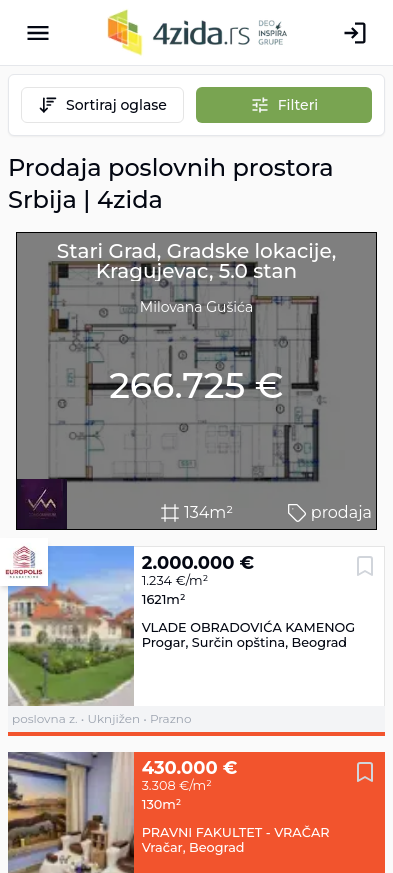 4zida.rs DEO INSPIRA GRUPE
Sortiraj oglase
Filteri
Prodaja poslovnih prostora
Srbija | 4zida
Stari Grad, Gradske lokacije,
Kragujevac, 5.0 stan
Milovana Gušića
266.725 €
134m²
prodaja
EUROPOLIS
NEKRETNINE
2.000.000 €
1.234 €/m²
1621m²
VLADE OBRADOVIĆA KAMENOG
Progar, Surčin opština, Beograd
poslovna z. • Uknjižen • Prazno
430.000 €
3.308 €/m²
130m²
PRAVNI FAKULTET - VRAČAR
Vračar, Beograd